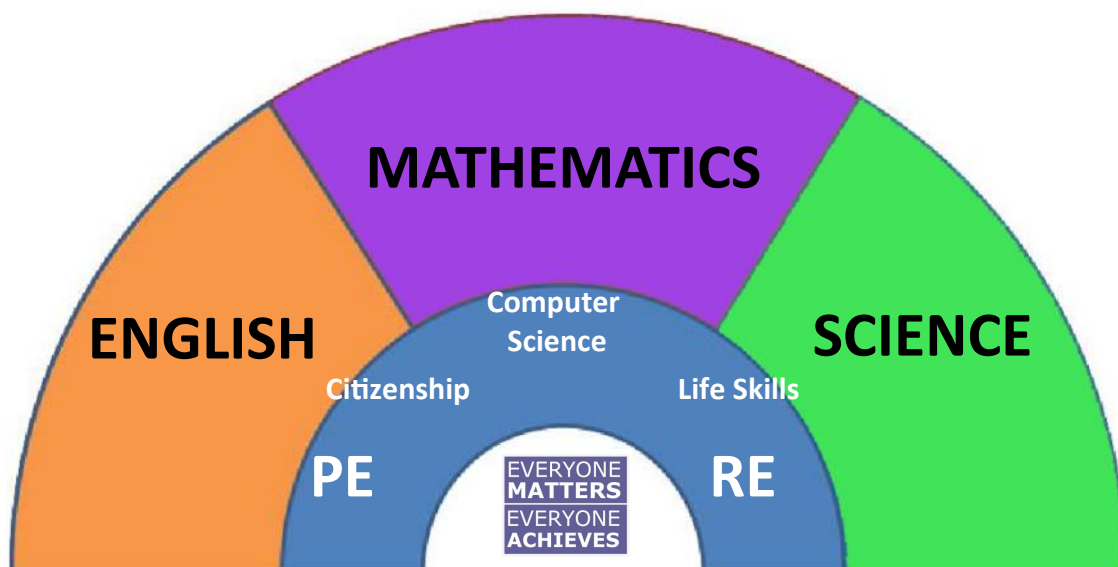 MATHEMATICS
ENGLISH
SCIENCE
Computer
Science
Citizenship
Life Skills
PE
RE
EVERYONE
MATTERS
EVERYONE
ACHIEVES